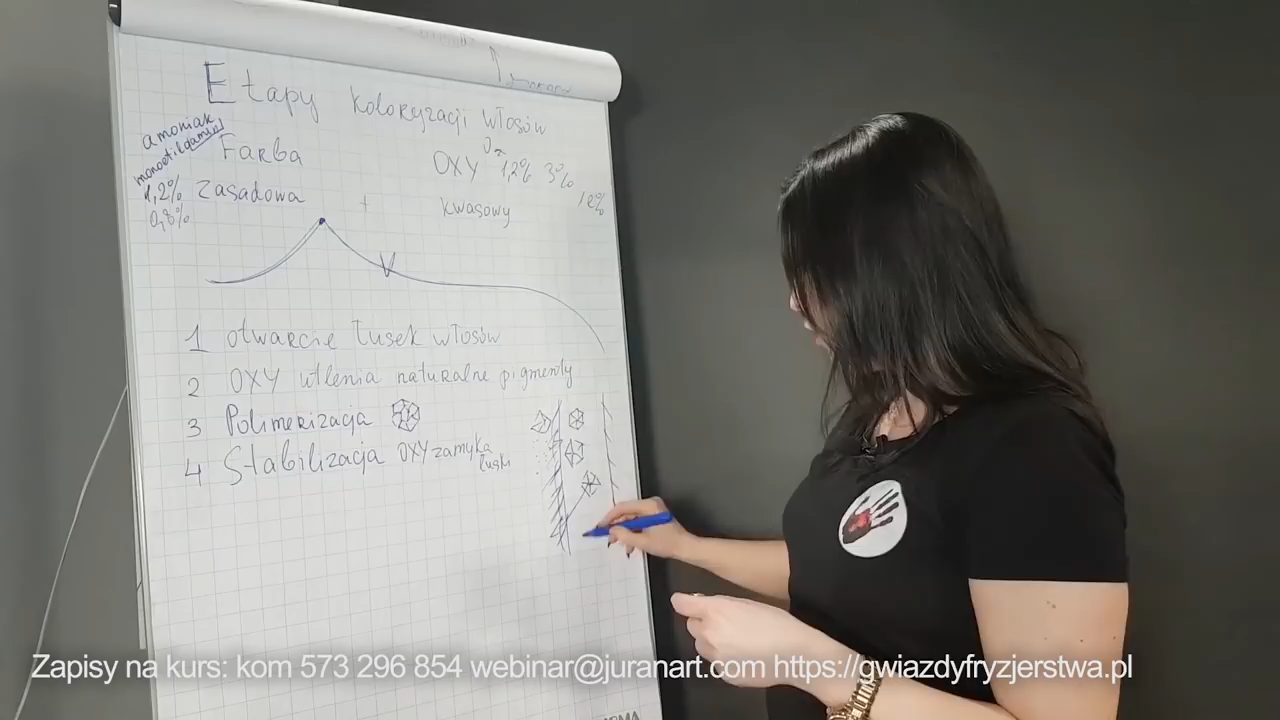 Etapy koloryzacji włosów
amoniak
Farba
OXY 1,2% 3% 12%
1,2% zasadowa + kwasowy
0,8%
1 otwarcie łusek włosów
2 OXY utlenia naturalne pigmenty
3 Polimerizacja
4 Stabilizacja OXY zamyka
łuski
Zapisy na kurs: kom 573 296 854 webinar@juranart.com https://gwiazdyfryzjerstwa.pl